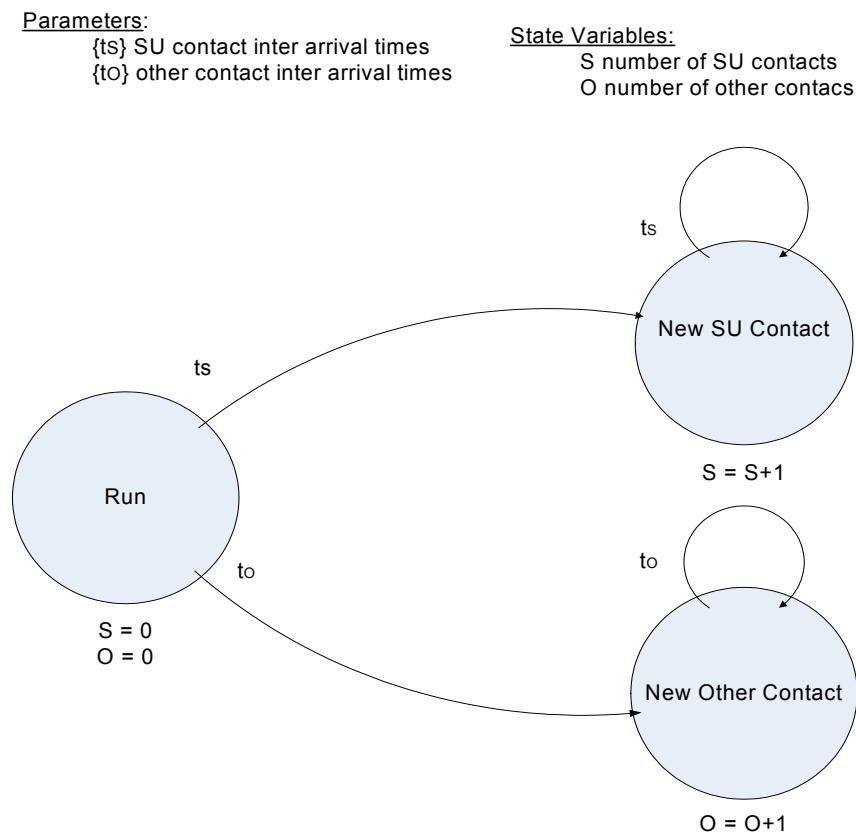 Parameters:
{ts} SU contact inter arrival times
{to} other contact inter arrival times
State Variables:
S number of SU contacts
O number of other contacs
ts
New SU Contact
ts
S = S+1
Run
to
to
S = 0
O = 0
New Other Contact
O = O+1